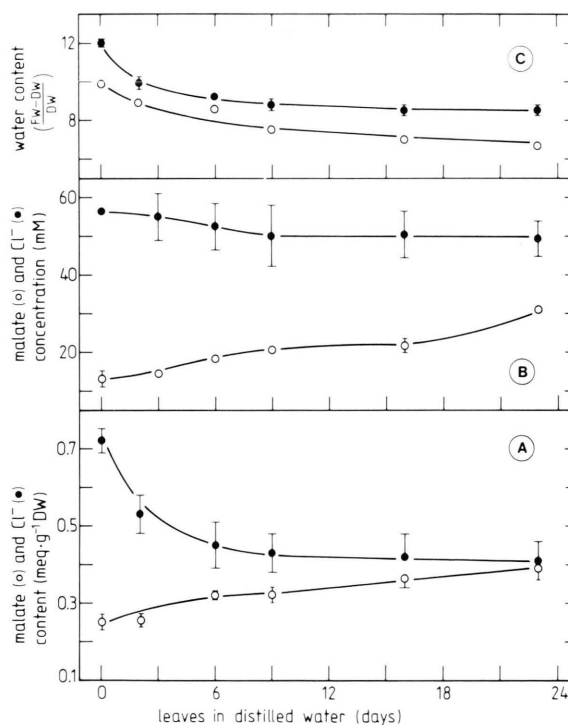 C
water content
(FW-DW/DW)
12
8
B
malate (o) and Cl⁻ (●)
concentration (mM)
60
40
20
A
malate (o) and Cl⁻ (●)
content (meq·g⁻¹DW)
0.7
0.5
0.3
0.1
0 6 12 18 24
leaves in distilled water (days)